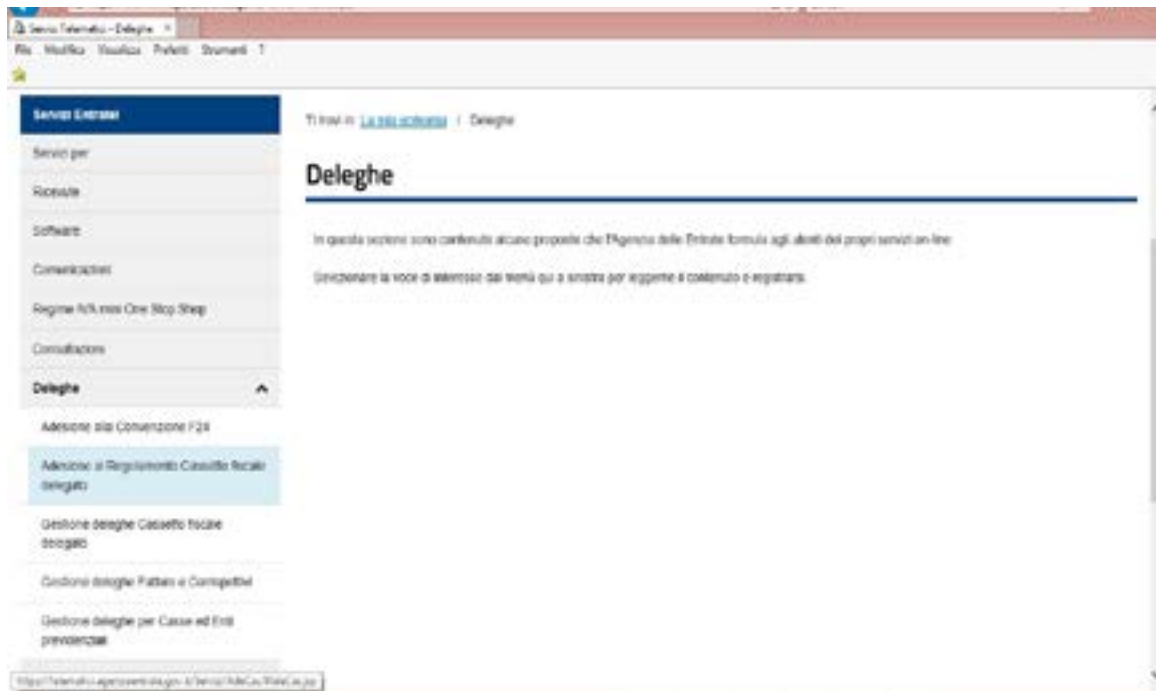 Servizi Telematici - Deleghe
File Modifica Visualizza Preferiti Strumenti ?
Servizi Entratel
Ti trovi in: La mia scrivania / Deleghe
Servizi per
Deleghe
Ricevute
Software
In questa sezione sono contenute alcune proposte che l'Agenzia delle Entrate formula agli utenti dei propri servizi on-line
Comunicazioni
Selezionare la voce di interesse dal menù qui a sinistra per leggerne il contenuto e registrarsi.
Regime IVA mini One Stop Shop
Consultazioni
Deleghe
Adesione alla Convenzione F24
Adesione al Regolamento Cassetto fiscale
delegato
Gestione deleghe Cassetto fiscale
delegato
Gestione deleghe Fatture e Corrispettivi
Gestione deleghe per Casse ed Enti
previdenziali